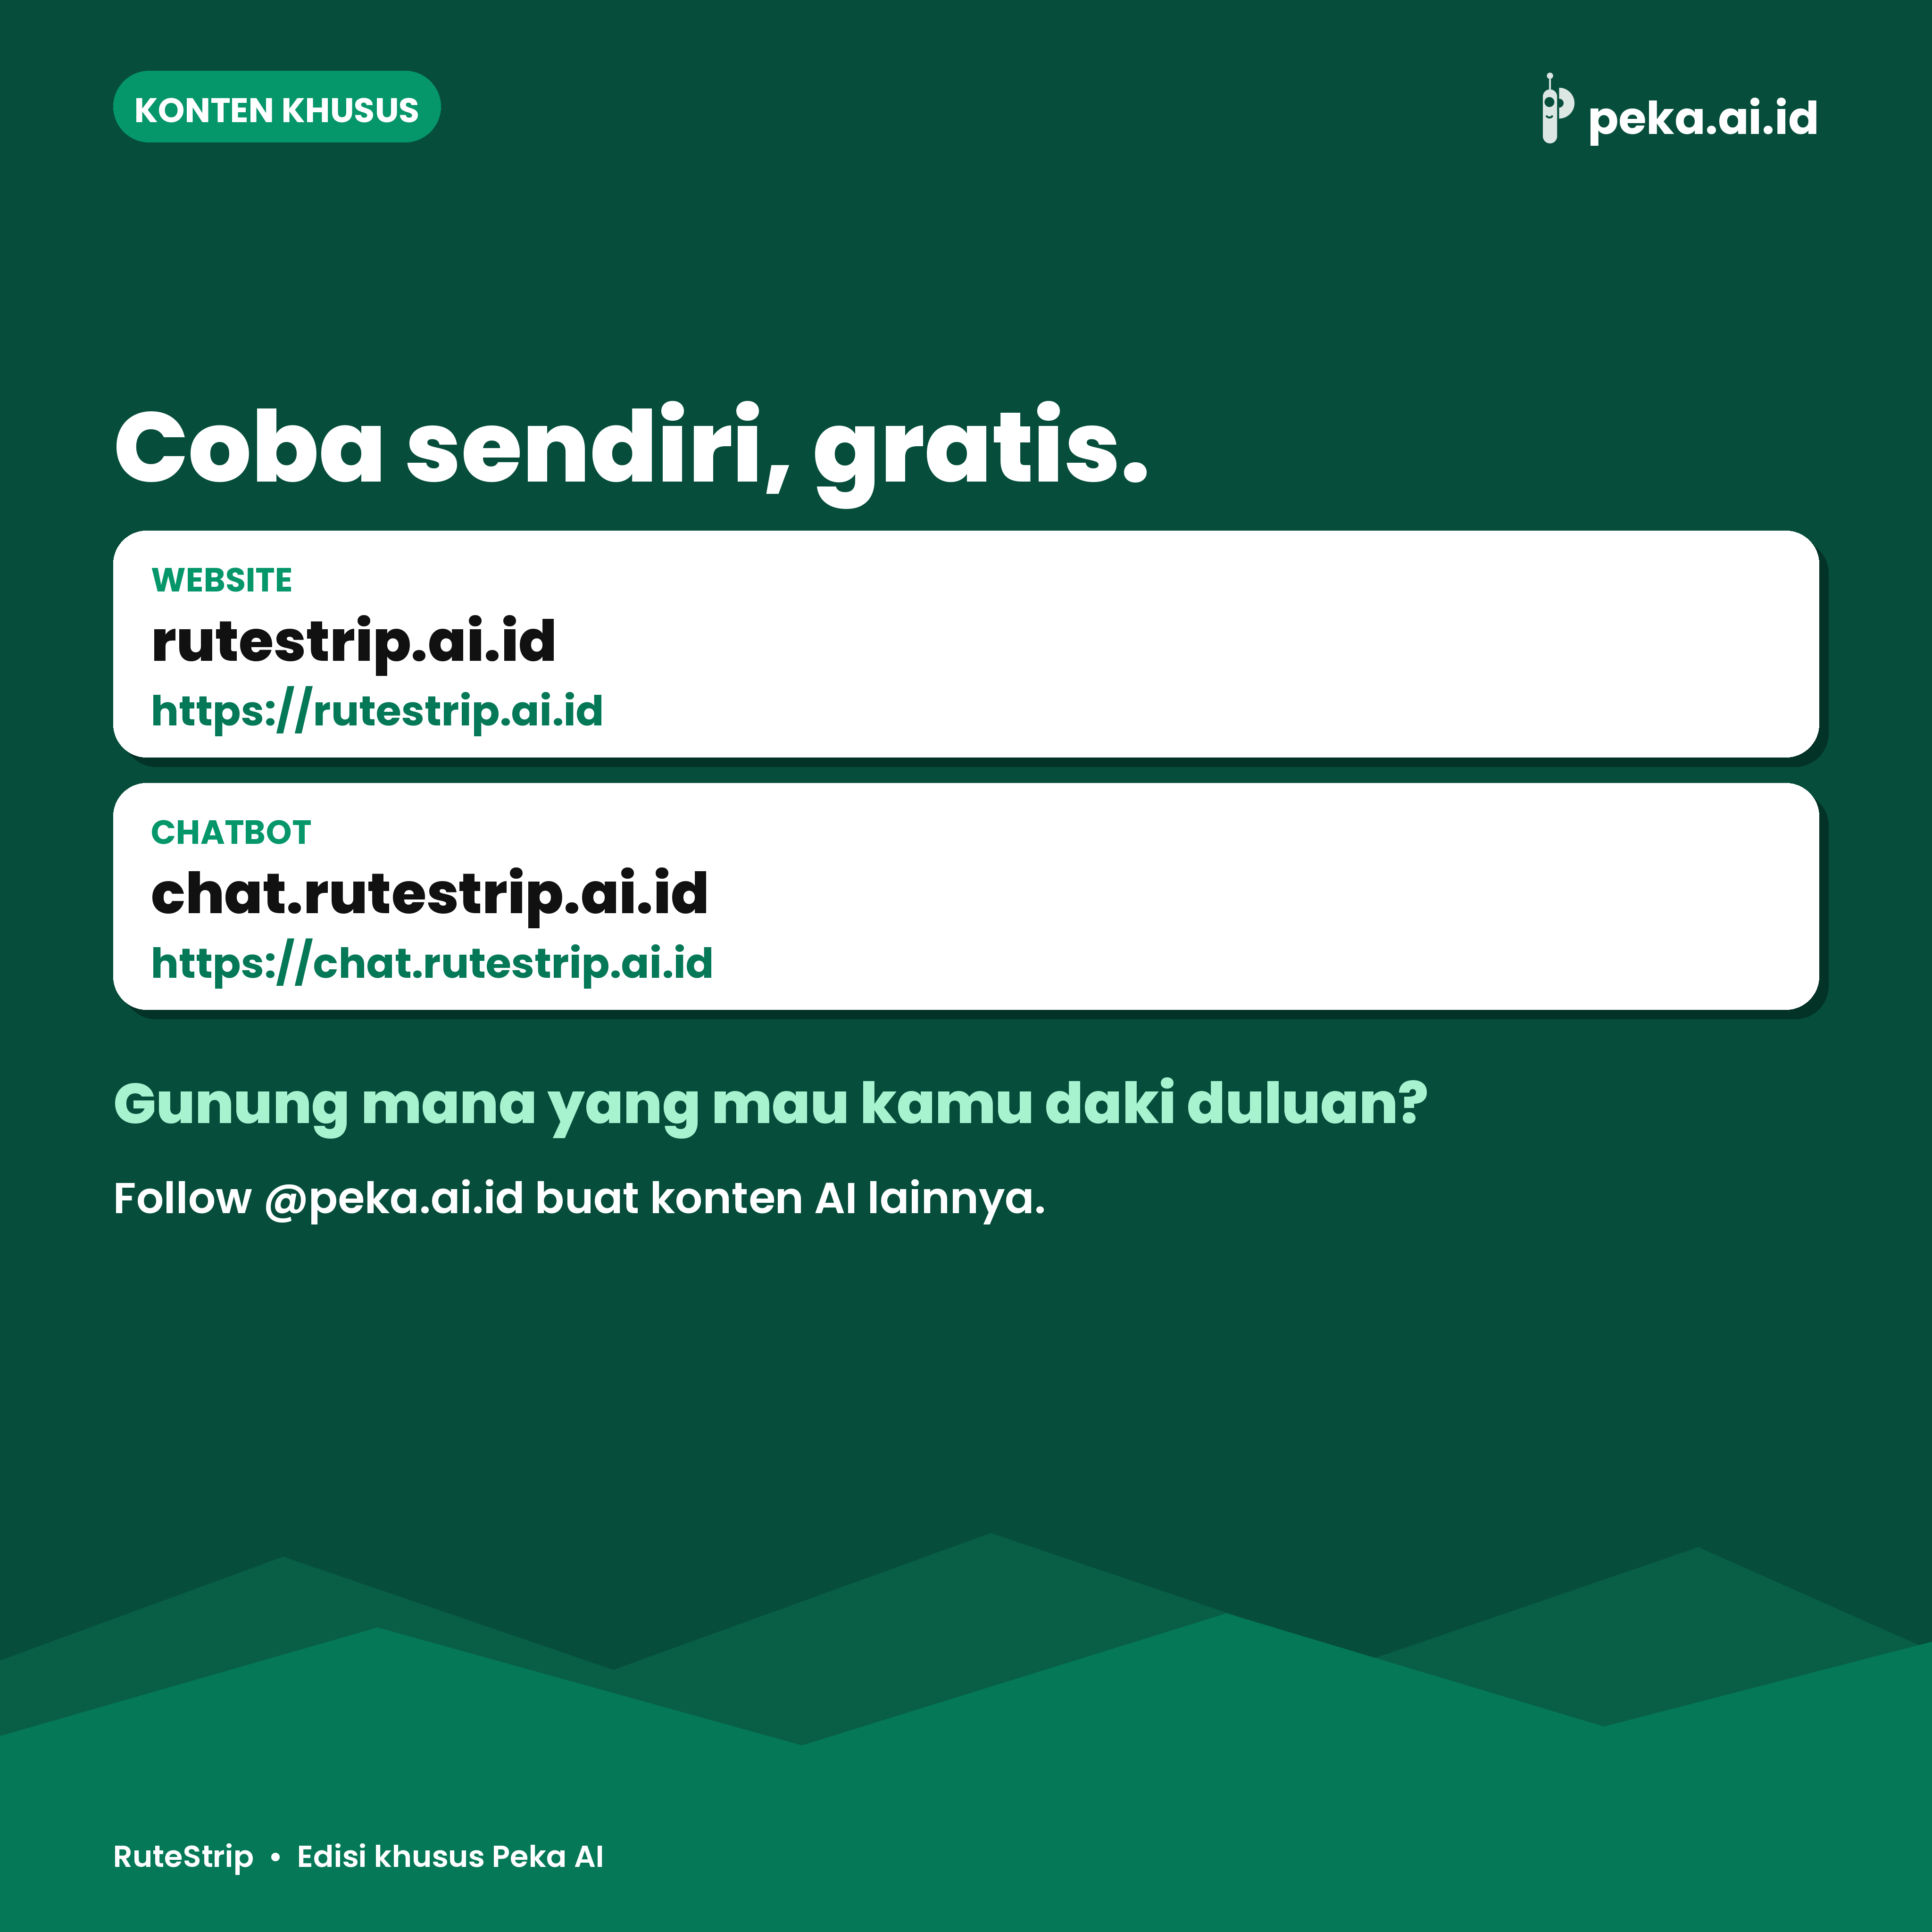 KONTEN KHUSUS
peka.ai.id
Coba sendiri, gratis.
WEBSITE
rutestrip.ai.id
https://rutestrip.ai.id
CHATBOT
chat.rutestrip.ai.id
https://chat.rutestrip.ai.id
Gunung mana yang mau kamu daki duluan?
Follow @peka.ai.id buat konten AI lainnya.
RuteStrip • Edisi khusus Peka AI